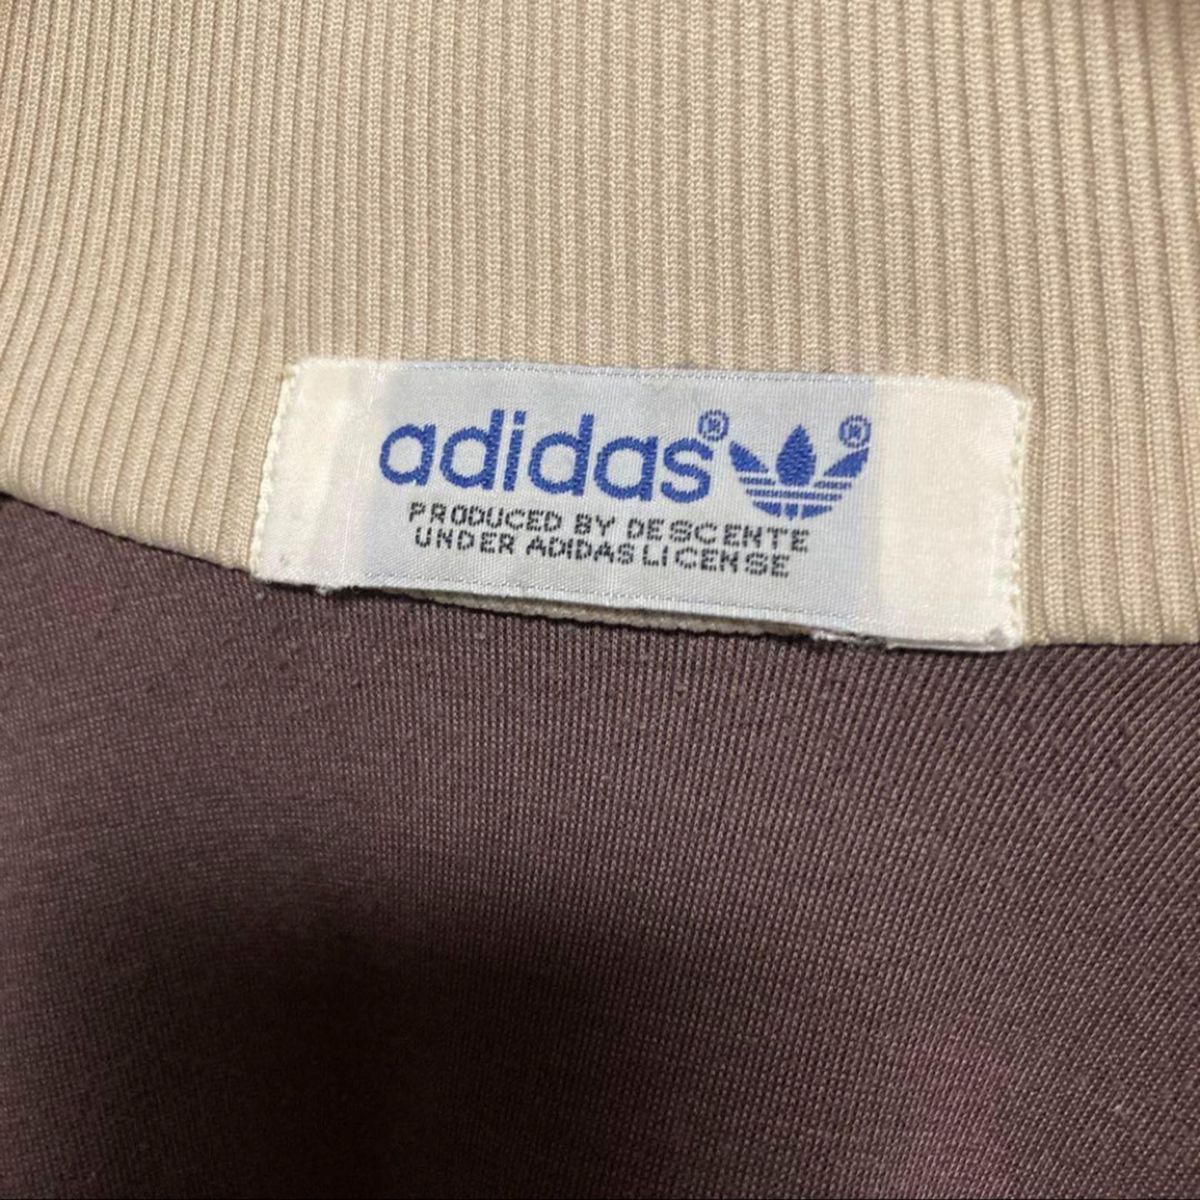 adidas®®
PRODUCED BY DESCENTE
UNDER ADIDAS LICENSE